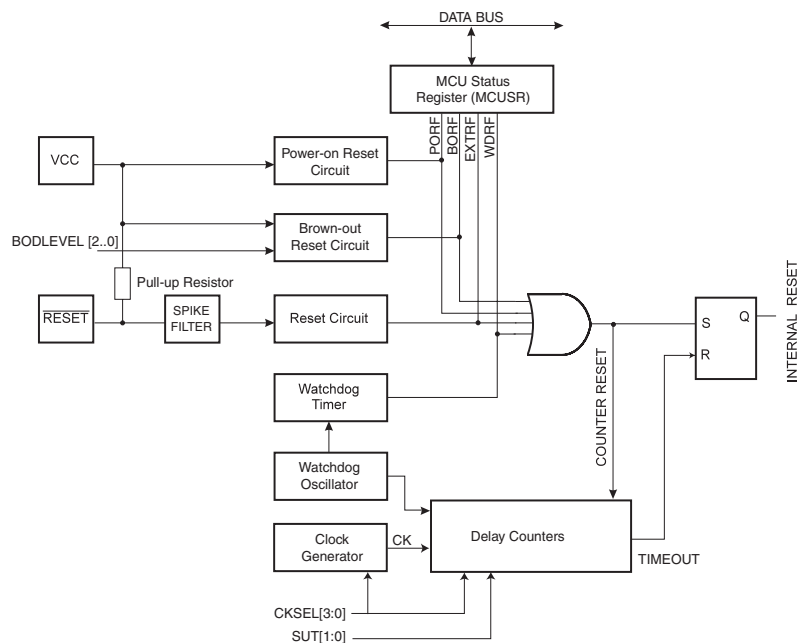 DATA BUS
MCU Status
Register (MCUSR)
PORF
BORF
EXTRF
WDRF
VCC
Power-on Reset
Circuit
BODLEVEL [2..0]
Brown-out
Reset Circuit
Pull-up Resistor
RESET
SPIKE
FILTER
Reset Circuit
S
Q
R
INTERNAL RESET
Watchdog
Timer
COUNTER RESET
Watchdog
Oscillator
Clock
Generator
CK
Delay Counters
TIMEOUT
CKSEL[3:0]
SUT[1:0]